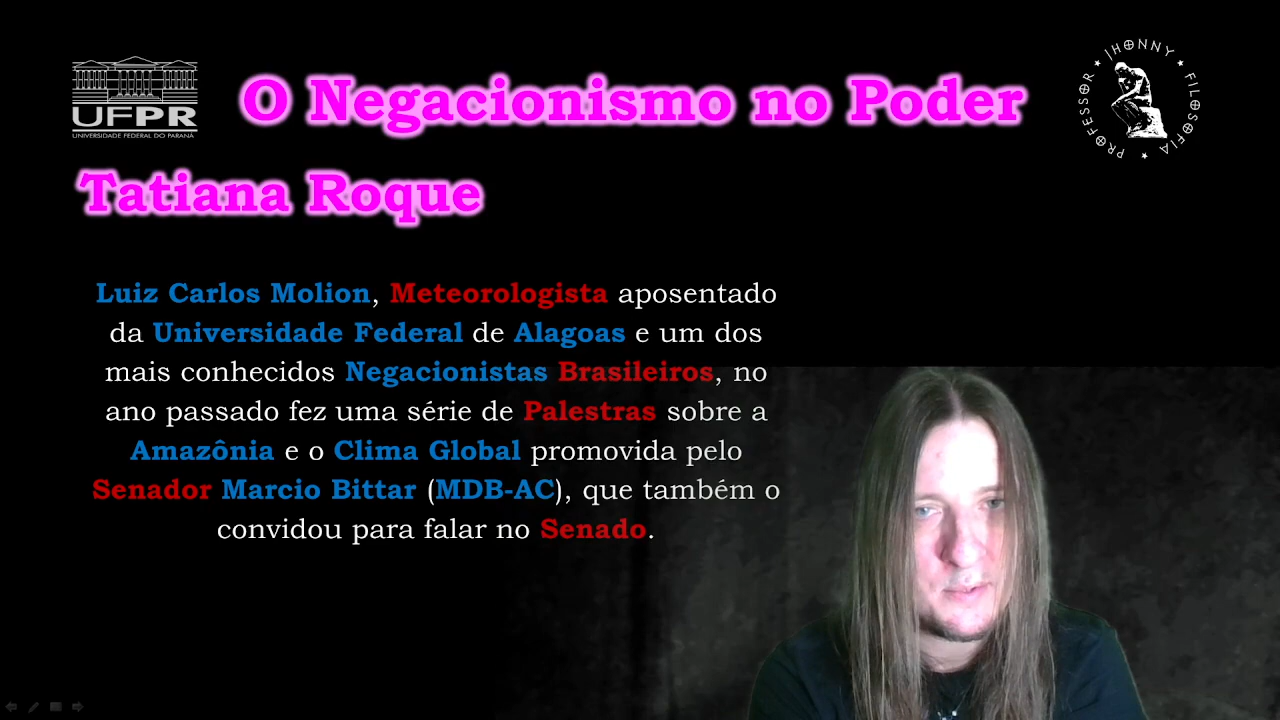 UFPR
UNIVERSIDADE FEDERAL DO PARANÁ
O Negacionismo no Poder
PROFESSOR ★ JHONNY ★ FILOSOFIA ★
Tatiana Roque
Luiz Carlos Molion, Meteorologista aposentado
da Universidade Federal de Alagoas e um dos
mais conhecidos Negacionistas Brasileiros, no
ano passado fez uma série de Palestras sobre a
Amazônia e o Clima Global promovida pelo
Senador Marcio Bittar (MDB-AC), que também o
convidou para falar no Senado.